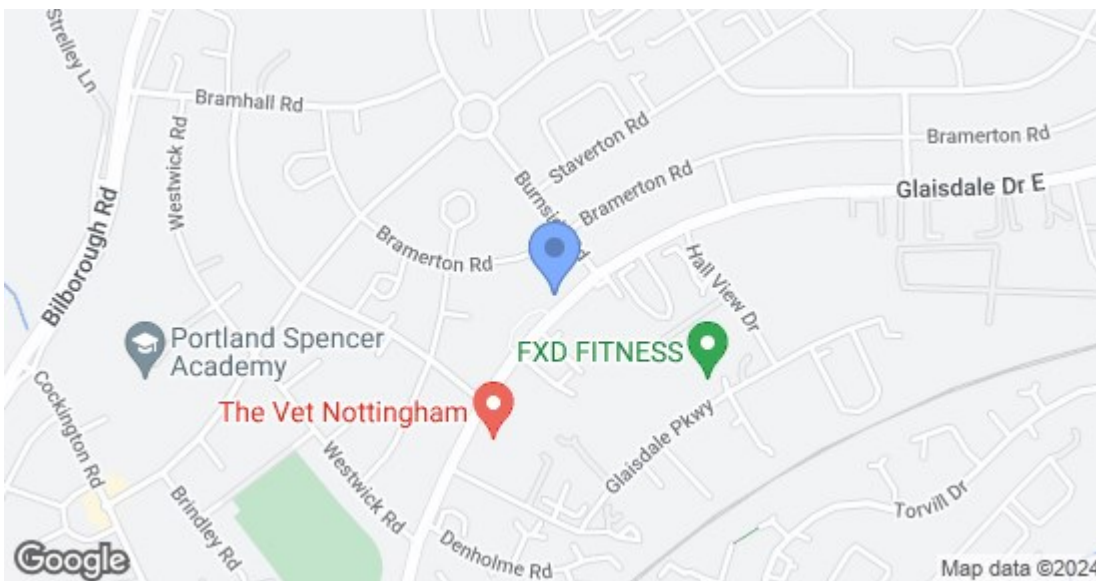 Strelley Ln
Bramhall Rd
Westwick Rd
Staverton Rd
Bramerton Rd
Bramerton Rd
Glaisdale Dr E
Bramerton Rd
Bilborough Rd
Hall View Dr
Portland Spencer
Academy
FXD FITNESS
The Vet Nottingham
Cockington Rd
Glaisdale Pkwy
Westwick Rd
Brindley Rd
Torvill Dr
Denholme Rd
Google
Map data ©2024